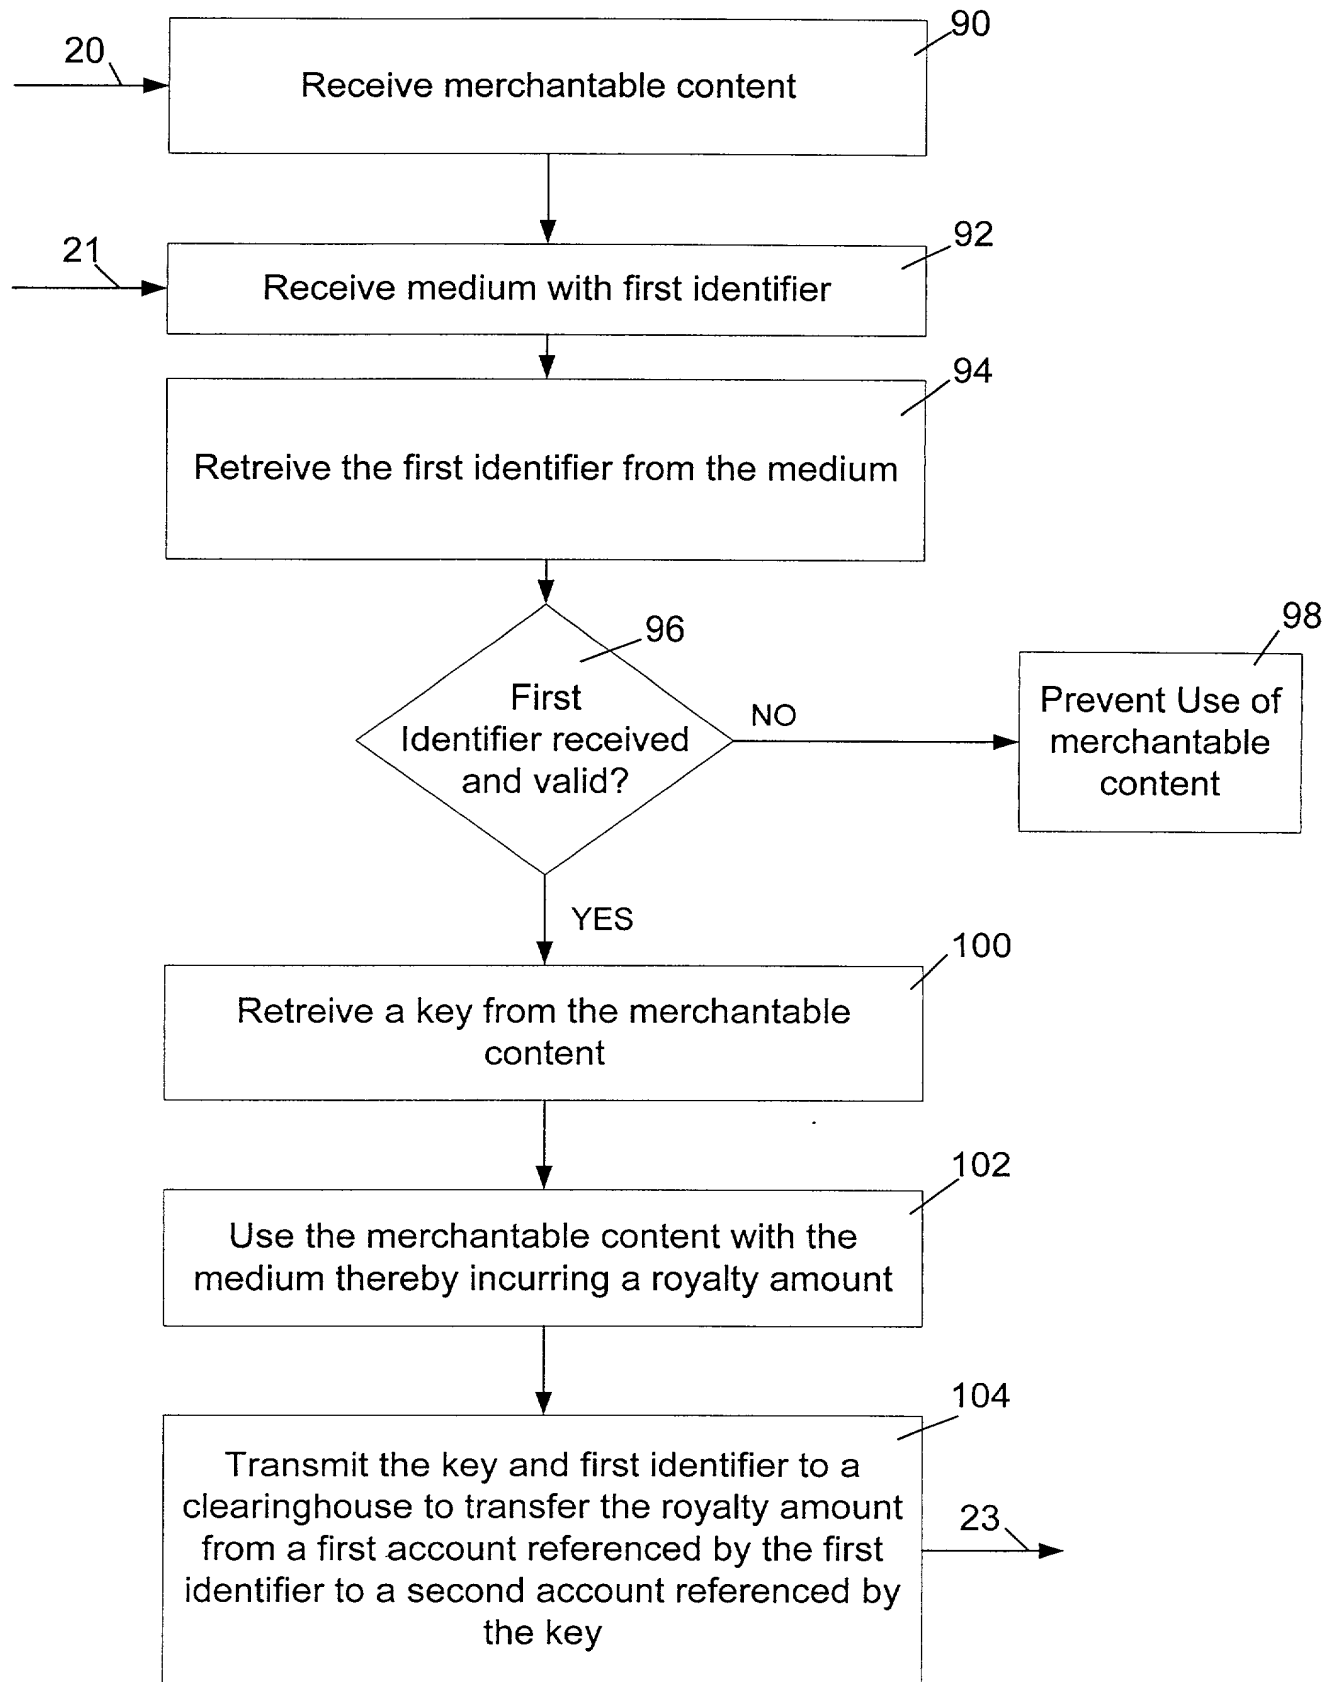 90
20
Receive merchantable content
21
92
Receive medium with first identifier
94
Retreive the first identifier from the medium
96
98
First
Identifier received
and valid?
NO
Prevent Use of
merchantable
content
YES
100
Retreive a key from the merchantable
content
102
Use the merchantable content with the
medium thereby incurring a royalty amount
104
Transmit the key and first identifier to a
clearinghouse to transfer the royalty amount
from a first account referenced by the first
identifier to a second account referenced by
the key
23